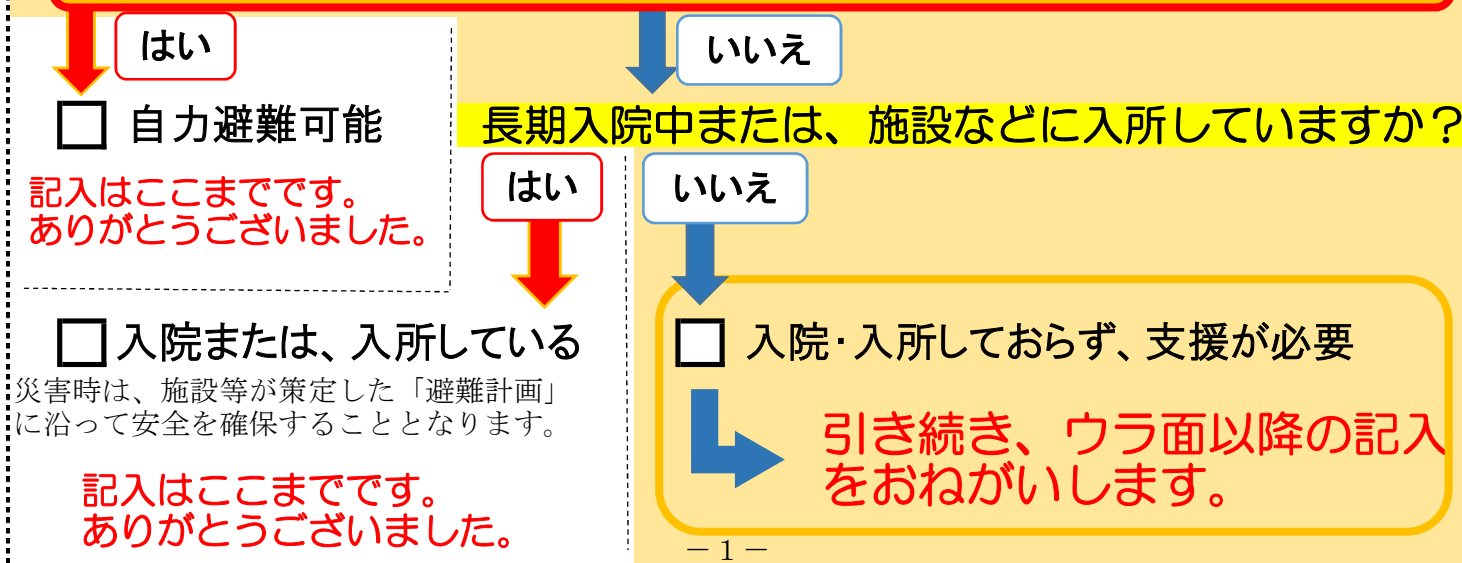 はい
いいえ
□ 自力避難可能
長期入院中または、施設などに入所していますか？
記入はここまでです。
ありがとうございました。
はい
いいえ
□ 入院または、入所している
災害時は、施設等が策定した「避難計画」
に沿って安全を確保することとなります。
記入はここまでです。
ありがとうございました。
□ 入院・入所しておらず、支援が必要
引き続き、ウラ面以降の記入
をおねがいします。
－１－